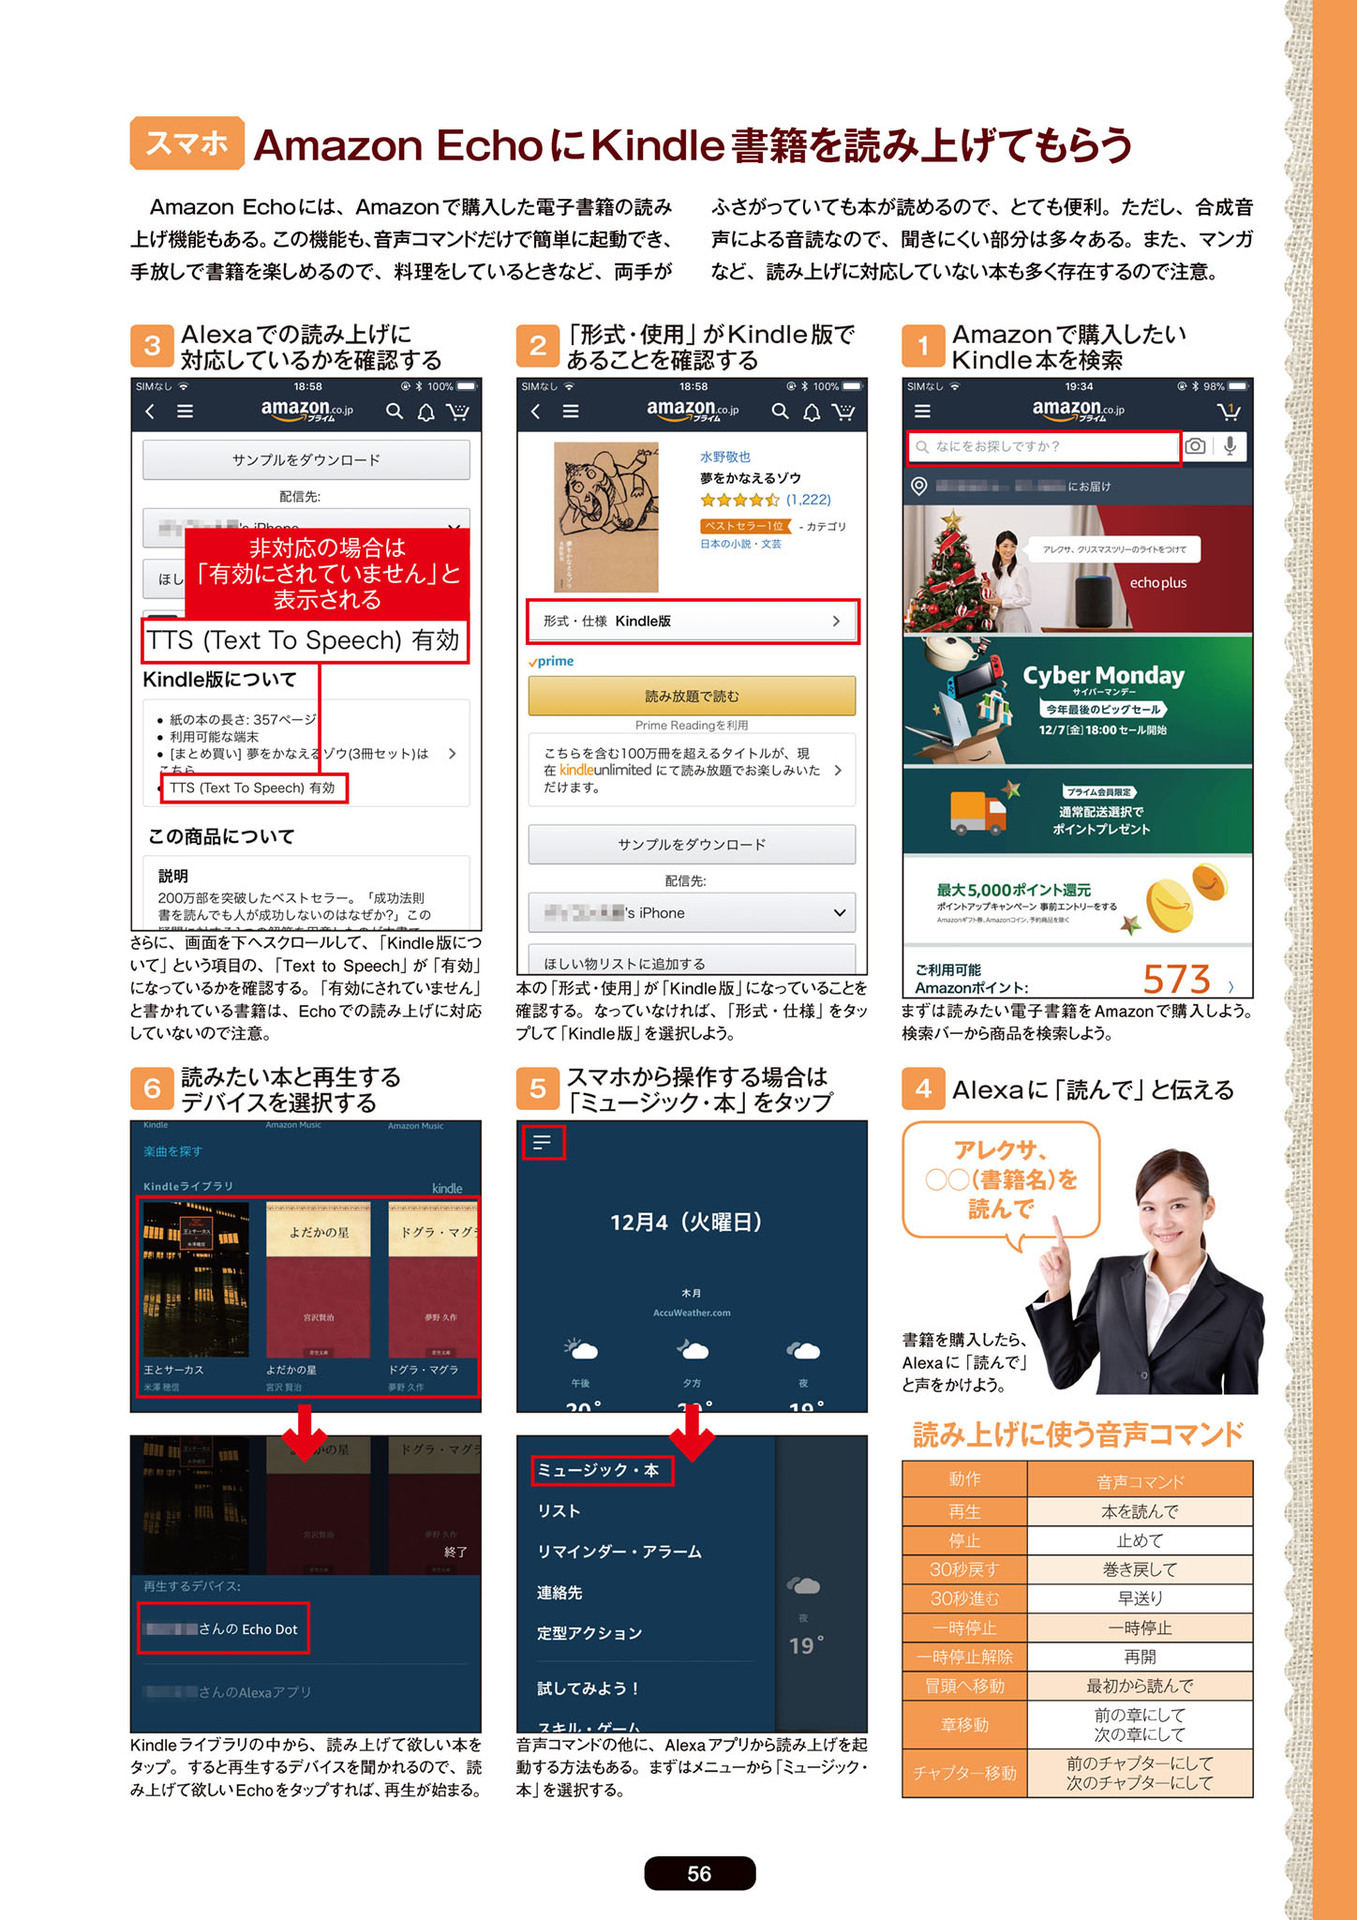 スマホ
Amazon EchoにKindle書籍を読み上げてもらう
Amazon Echoには、Amazonで購入した電子書籍の読み
上げ機能もある。この機能も、音声コマンドだけで簡単に起動でき、
手放しで書籍を楽しめるので、料理をしているときなど、両手が
ふさがっていても本が読めるので、とても便利。ただし、合成音
声による音読なので、聞きにくい部分は多々ある。また、マンガ
など、読み上げに対応していない本も多く存在するので注意。
1
Amazonで購入したい
Kindle本を検索
SIMなし 19:34 98%
amazon.co.jp
プライム
1
なにをお探しですか?
にお届け
アレクサ、クリスマスツリーのライトをつけて
echo plus
Cyber Monday
サイバーマンデー
今年最後のビッグセール
12/7[金]18:00 セール開始
プライム会員限定
通常配送選択で
ポイントプレゼント
最大5,000ポイント還元
ポイントアップキャンペーン 事前エントリーをする
Amazonギフト券、Amazonコイン、予約商品を除く
ご利用可能
Amazonポイント:
573
まずは読みたい電子書籍をAmazonで購入しよう。
検索バーから商品を検索しよう。
2
「形式・使用」がKindle版で
あることを確認する
SIMなし 18:58 100%
amazon.co.jp
プライム
水野敬也
夢をかなえるゾウ
(1,222)
ベストセラー1位 - カテゴリ
日本の小説・文芸
形式・仕様 Kindle版
prime
読み放題で読む
Prime Readingを利用
こちらを含む100万冊を超えるタイトルが、現
在 kindleunlimited にて読み放題でお楽しみいた
だけます。
サンプルをダウンロード
配信先:
's iPhone
ほしい物リストに追加する
本の「形式・使用」が「Kindle版」になっていることを
確認する。なっていなければ、「形式・仕様」をタッ
プして「Kindle版」を選択しよう。
3
Alexaでの読み上げに
対応しているかを確認する
SIMなし 18:58 100%
amazon.co.jp
プライム
サンプルをダウンロード
配信先:
's iPhone
ほし
非対応の場合は
「有効にされていません」と
表示される
TTS (Text To Speech) 有効
Kindle版について
• 紙の本の長さ: 357ページ
• 利用可能な端末
• [まとめ買い] 夢をかなえるゾウ(3冊セット)は
こちら
• TTS (Text To Speech) 有効
この商品について
説明
200万部を突破したベストセラー。「成功法則
書を読んでも人が成功しないのはなぜか?」この
さらに、画面を下へスクロールして、「Kindle版につ
いて」という項目の、「Text to Speech」が「有効」
になっているかを確認する。「有効にされていません」
と書かれている書籍は、Echoでの読み上げに対応
していないので注意。
4
Alexaに「読んで」と伝える
アレクサ、
○○(書籍名)を
読んで
書籍を購入したら、
Alexaに「読んで」
と声をかけよう。
読み上げに使う音声コマンド
動作 音声コマンド
再生 本を読んで
停止 止めて
30秒戻す 巻き戻して
30秒進む 早送り
一時停止 一時停止
一時停止解除 再開
冒頭へ移動 最初から読んで
章移動 前の章にして
次の章にして
チャプター移動 前のチャプターにして
次のチャプターにして
5
スマホから操作する場合は
「ミュージック・本」をタップ
12月4（火曜日）
木月
AccuWeather.com
午後 夕方 夜
20° 20° 19°
ミュージック・本
リスト
リマインダー・アラーム
連絡先
定型アクション
試してみよう！
スキル・ゲーム
夜
19°
音声コマンドの他に、Alexaアプリから読み上げを起
動する方法もある。まずはメニューから「ミュージック・
本」を選択する。
6
読みたい本と再生する
デバイスを選択する
Kindle Amazon Music Amazon Music
楽曲を探す
Kindleライブラリ kindle
王とサーカス
米澤穂信
よだかの星
宮沢賢治
ドグラ・マグラ
夢野 久作
王とサーカス よだかの星 ドグラ・マグラ
米澤 穂信 宮沢 賢治 夢野 久作
かの星 ドグラ・マグ
宮沢賢治 夢野 久作
終了
再生するデバイス:
さんの Echo Dot
さんのAlexaアプリ
Kindleライブラリの中から、読み上げて欲しい本を
タップ。すると再生するデバイスを聞かれるので、読
み上げて欲しいEchoをタップすれば、再生が始まる。
56